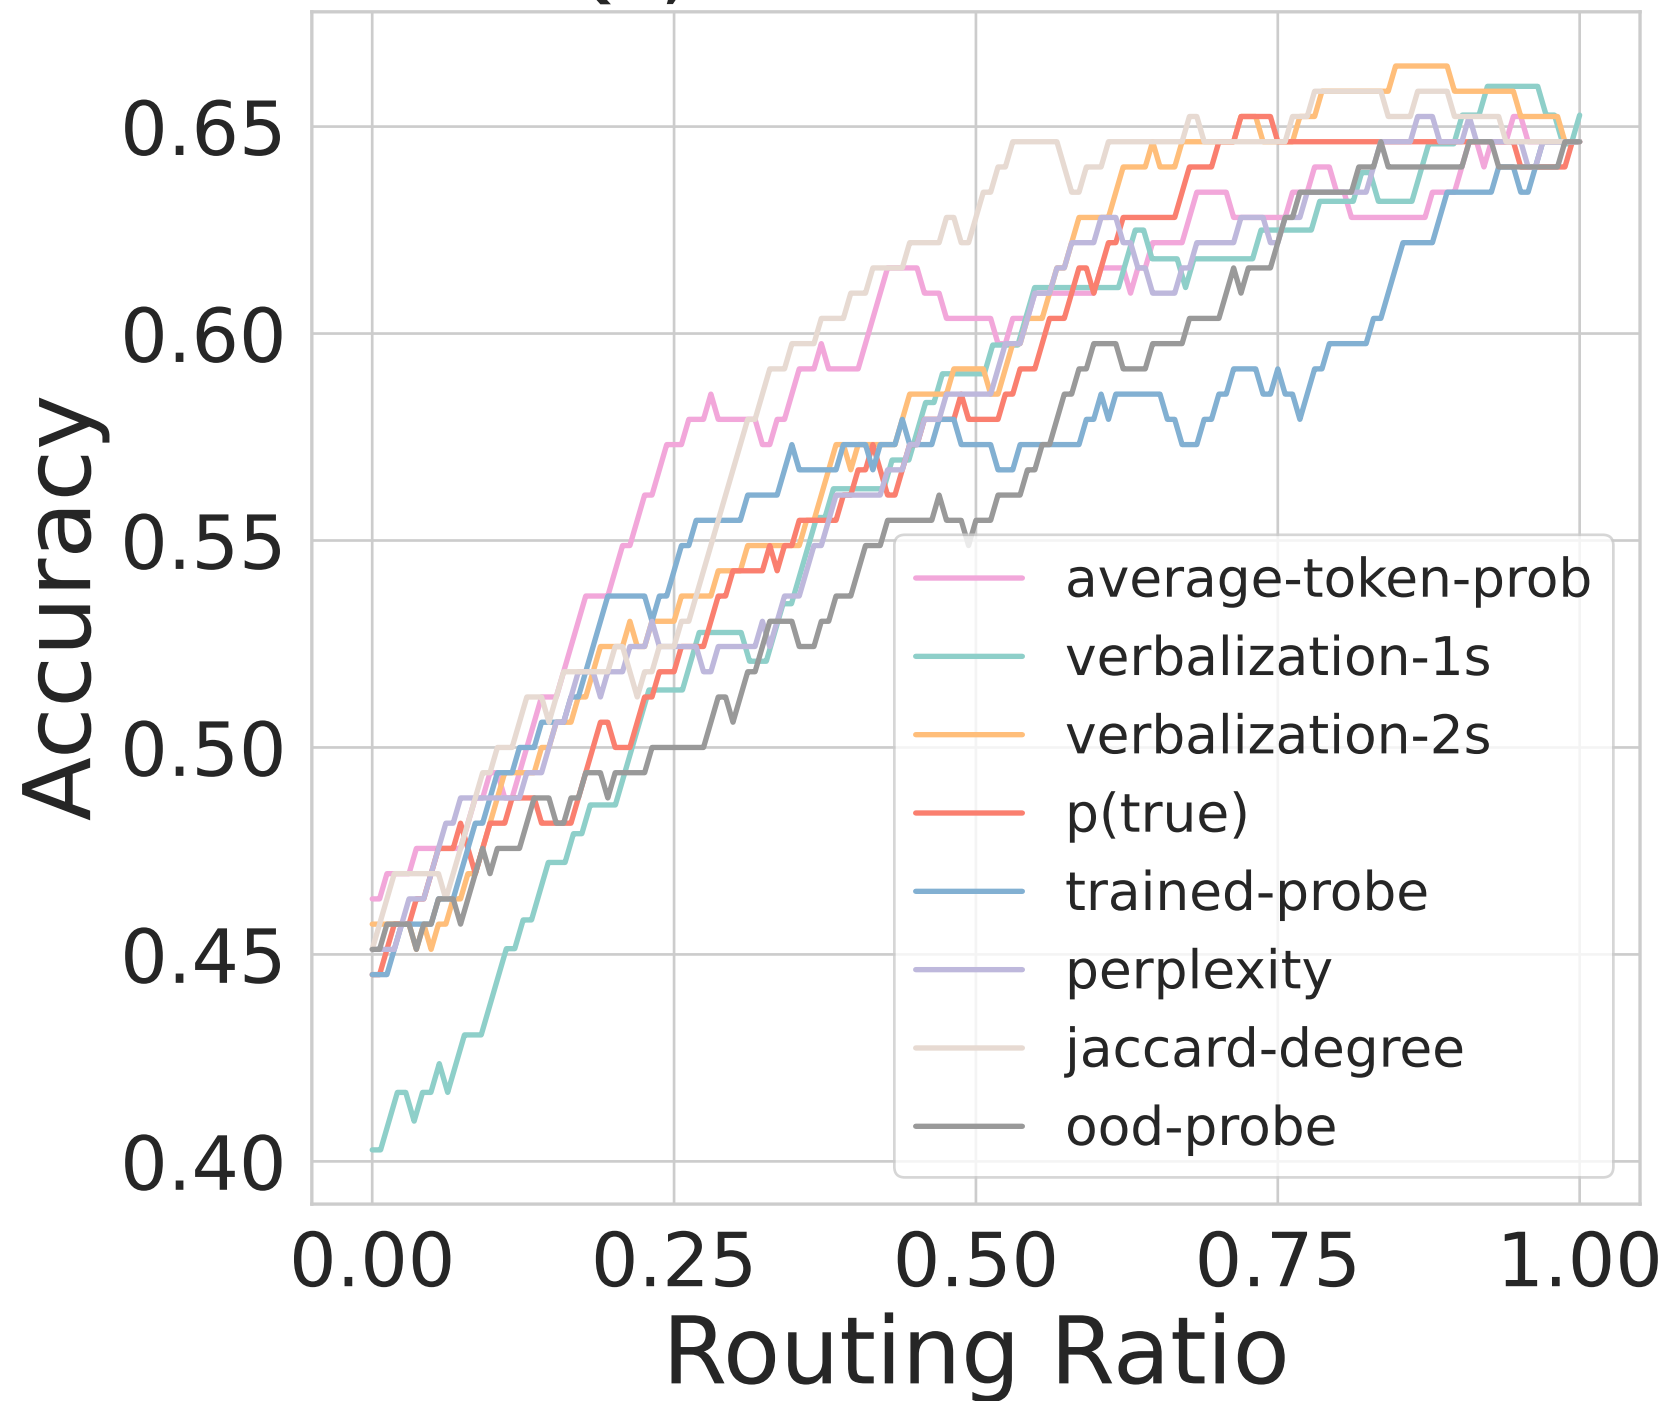 0.65
0.60
0.55
0.50
0.45
0.40
Accuracy
average-token-prob
verbalization-1s
verbalization-2s
p(true)
trained-probe
perplexity
jaccard-degree
ood-probe
0.00 0.25 0.50 0.75 1.00
Routing Ratio